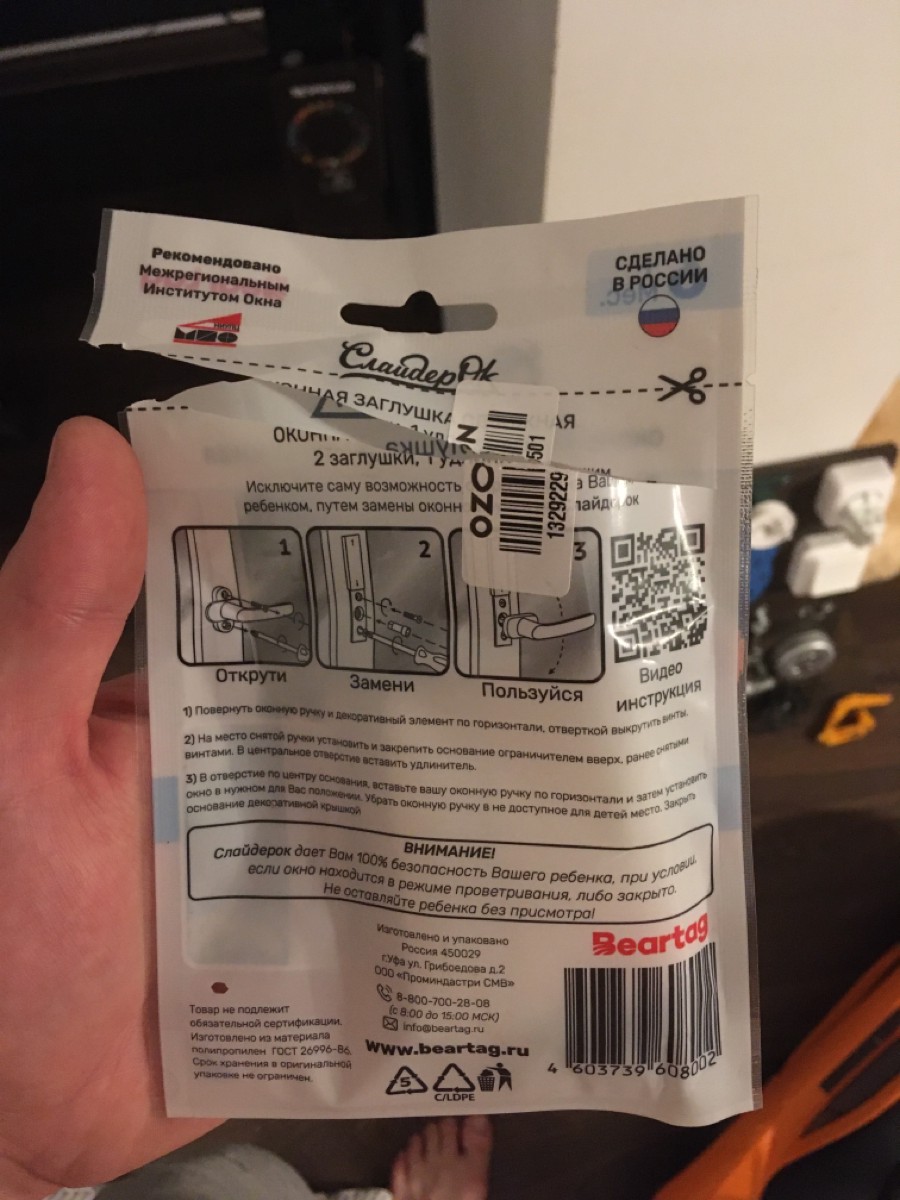 Рекомендовано
Межрегиональным
Институтом Окна
СДЕЛАНО
В РОССИИ
СлайдерОк
ЗАГЛУШКА
2 заглушки, 1
Исключите саму возможность
ребенком, путем замены
OZON
501
1329229
1
2
3
Открути
Замени
Пользуйся
Видео
инструкция
1) Повернуть оконную ручку и декоративный элемент по горизонтали, отверткой выкрутить винты.
2) На место снятой ручки установить и закрепить основание ограничителем вверх, ранее снятыми
винтами. В центральное отверстие вставить удлинитель.
3) В отверстие по центру основания, вставьте вашу оконную ручку по горизонтали и затем установить
окно в нужном для Вас положении. Убрать оконную ручку в не доступное для детей место. Закрыть
основание декоративной крышкой
ВНИМАНИЕ!
Слайдерок дает Вам 100% безопасность Вашего ребенка, при условии,
если окно находится в режиме проветривания, либо закрыто.
Не оставляйте ребенка без присмотра!
Изготовлено и упаковано
Россия 450029
г.Уфа ул. Грибоедова д.2
ООО «Проминдастри СМВ»
8-800-700-28-08
(с 8:00 до 15:00 МСК)
info@beartag.ru
www.beartag.ru
Beartag
Товар не подлежит
обязательной сертификации.
Изготовлено из материала
полипропилен ГОСТ 26996-86.
Срок хранения в оригинальной
упаковке не ограничен.
5
C/LDPE
4 603739 608002